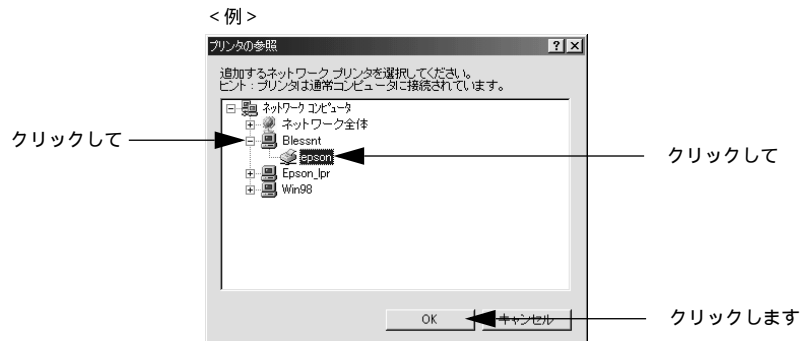 ＜例＞
プリンタの参照
追加するネットワーク プリンタを選択してください。
ヒント：プリンタは通常コンピュータに接続されています。
ネットワーク コンピュータ
ネットワーク全体
クリックして
Blessnt
epson
クリックして
Epson_lpr
Win98
OK
キャンセル
クリックします